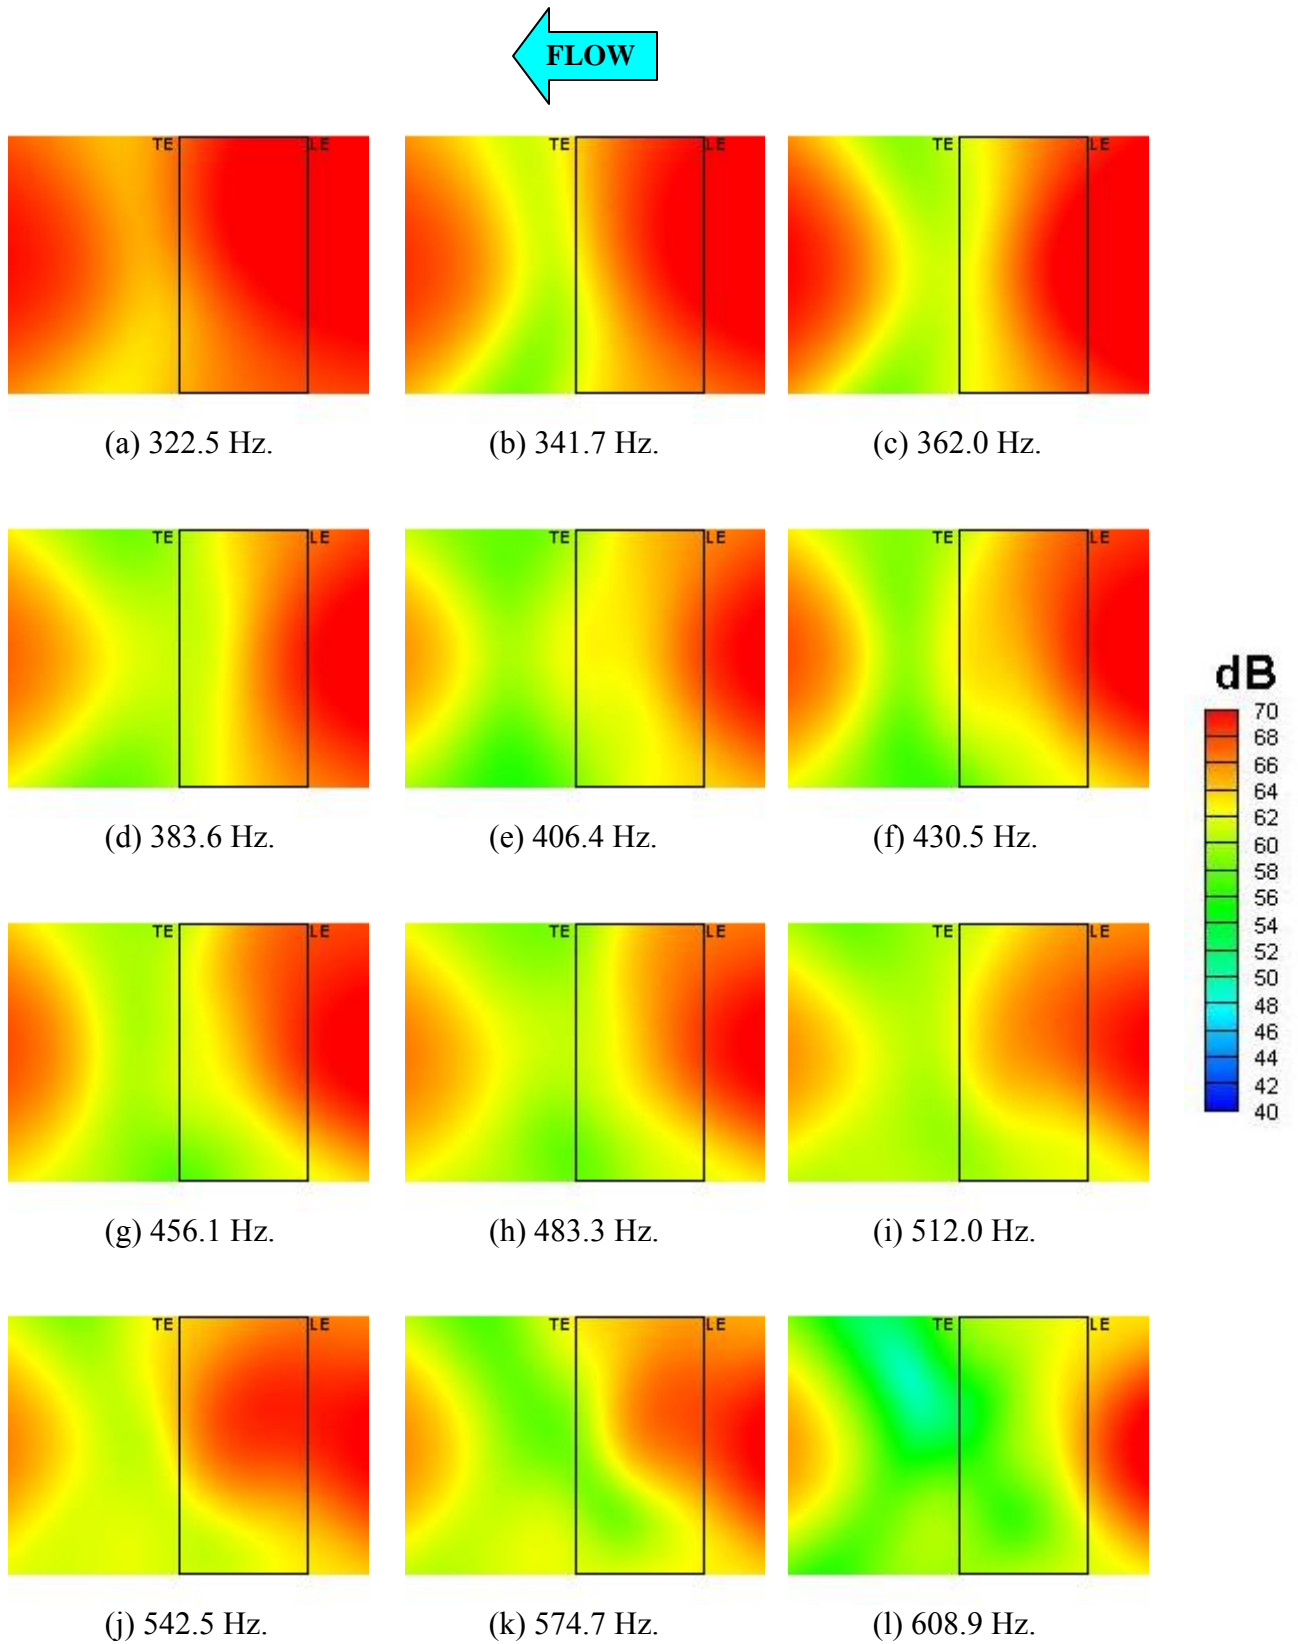 FLOW
TE LE TE LE TE LE
(a) 322.5 Hz. (b) 341.7 Hz. (c) 362.0 Hz.
TE LE TE LE TE LE
(d) 383.6 Hz. (e) 406.4 Hz. (f) 430.5 Hz.
dB
70
68
66
64
62
60
58
56
54
52
50
48
46
44
42
40
TE LE TE LE TE LE
(g) 456.1 Hz. (h) 483.3 Hz. (i) 512.0 Hz.
TE LE TE LE TE LE
(j) 542.5 Hz. (k) 574.7 Hz. (l) 608.9 Hz.